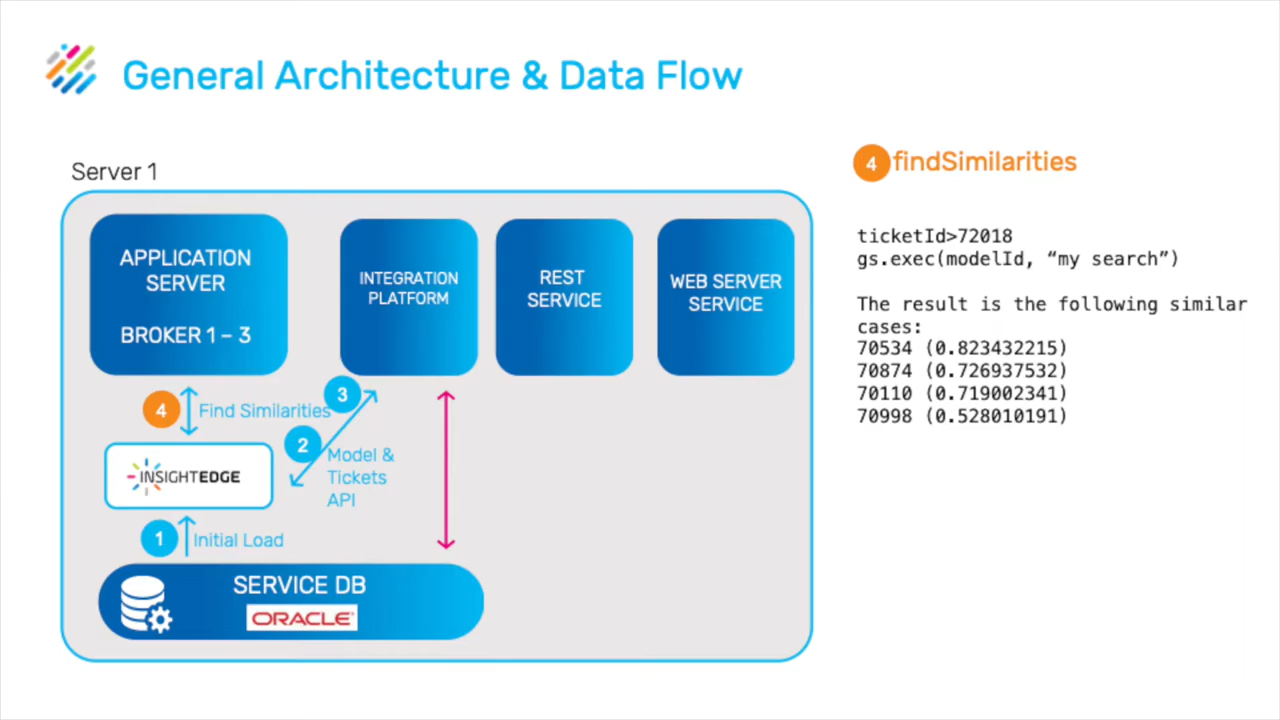 General Architecture & Data Flow
Server 1
APPLICATION
SERVER
BROKER 1 – 3
INTEGRATION
PLATFORM
REST
SERVICE
WEB SERVER
SERVICE
4
Find Similarities
3
2
Model &
Tickets
API
INSIGHTEDGE
1
Initial Load
SERVICE DB
ORACLE
4
findSimilarities
ticketId>72018
gs.exec(modelId, “my search”)
The result is the following similar
cases:
70534 (0.823432215)
70874 (0.726937532)
70110 (0.719002341)
70998 (0.528010191)